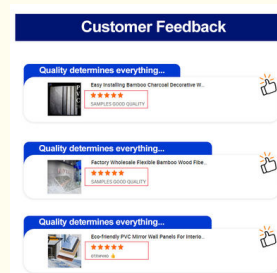 Customer Feedback
Quality determines everything...
Easy Installing Bamboo Charcoal Decorative W...
SAMPLES GOOD QUALITY
Quality determines everything...
Factory Wholesale Flexible Bamboo Wood Fibe...
SAMPLES GOOD QUALITY
Quality determines everything...
Eco-friendly PVC Mirror Wall Panels For Interio...